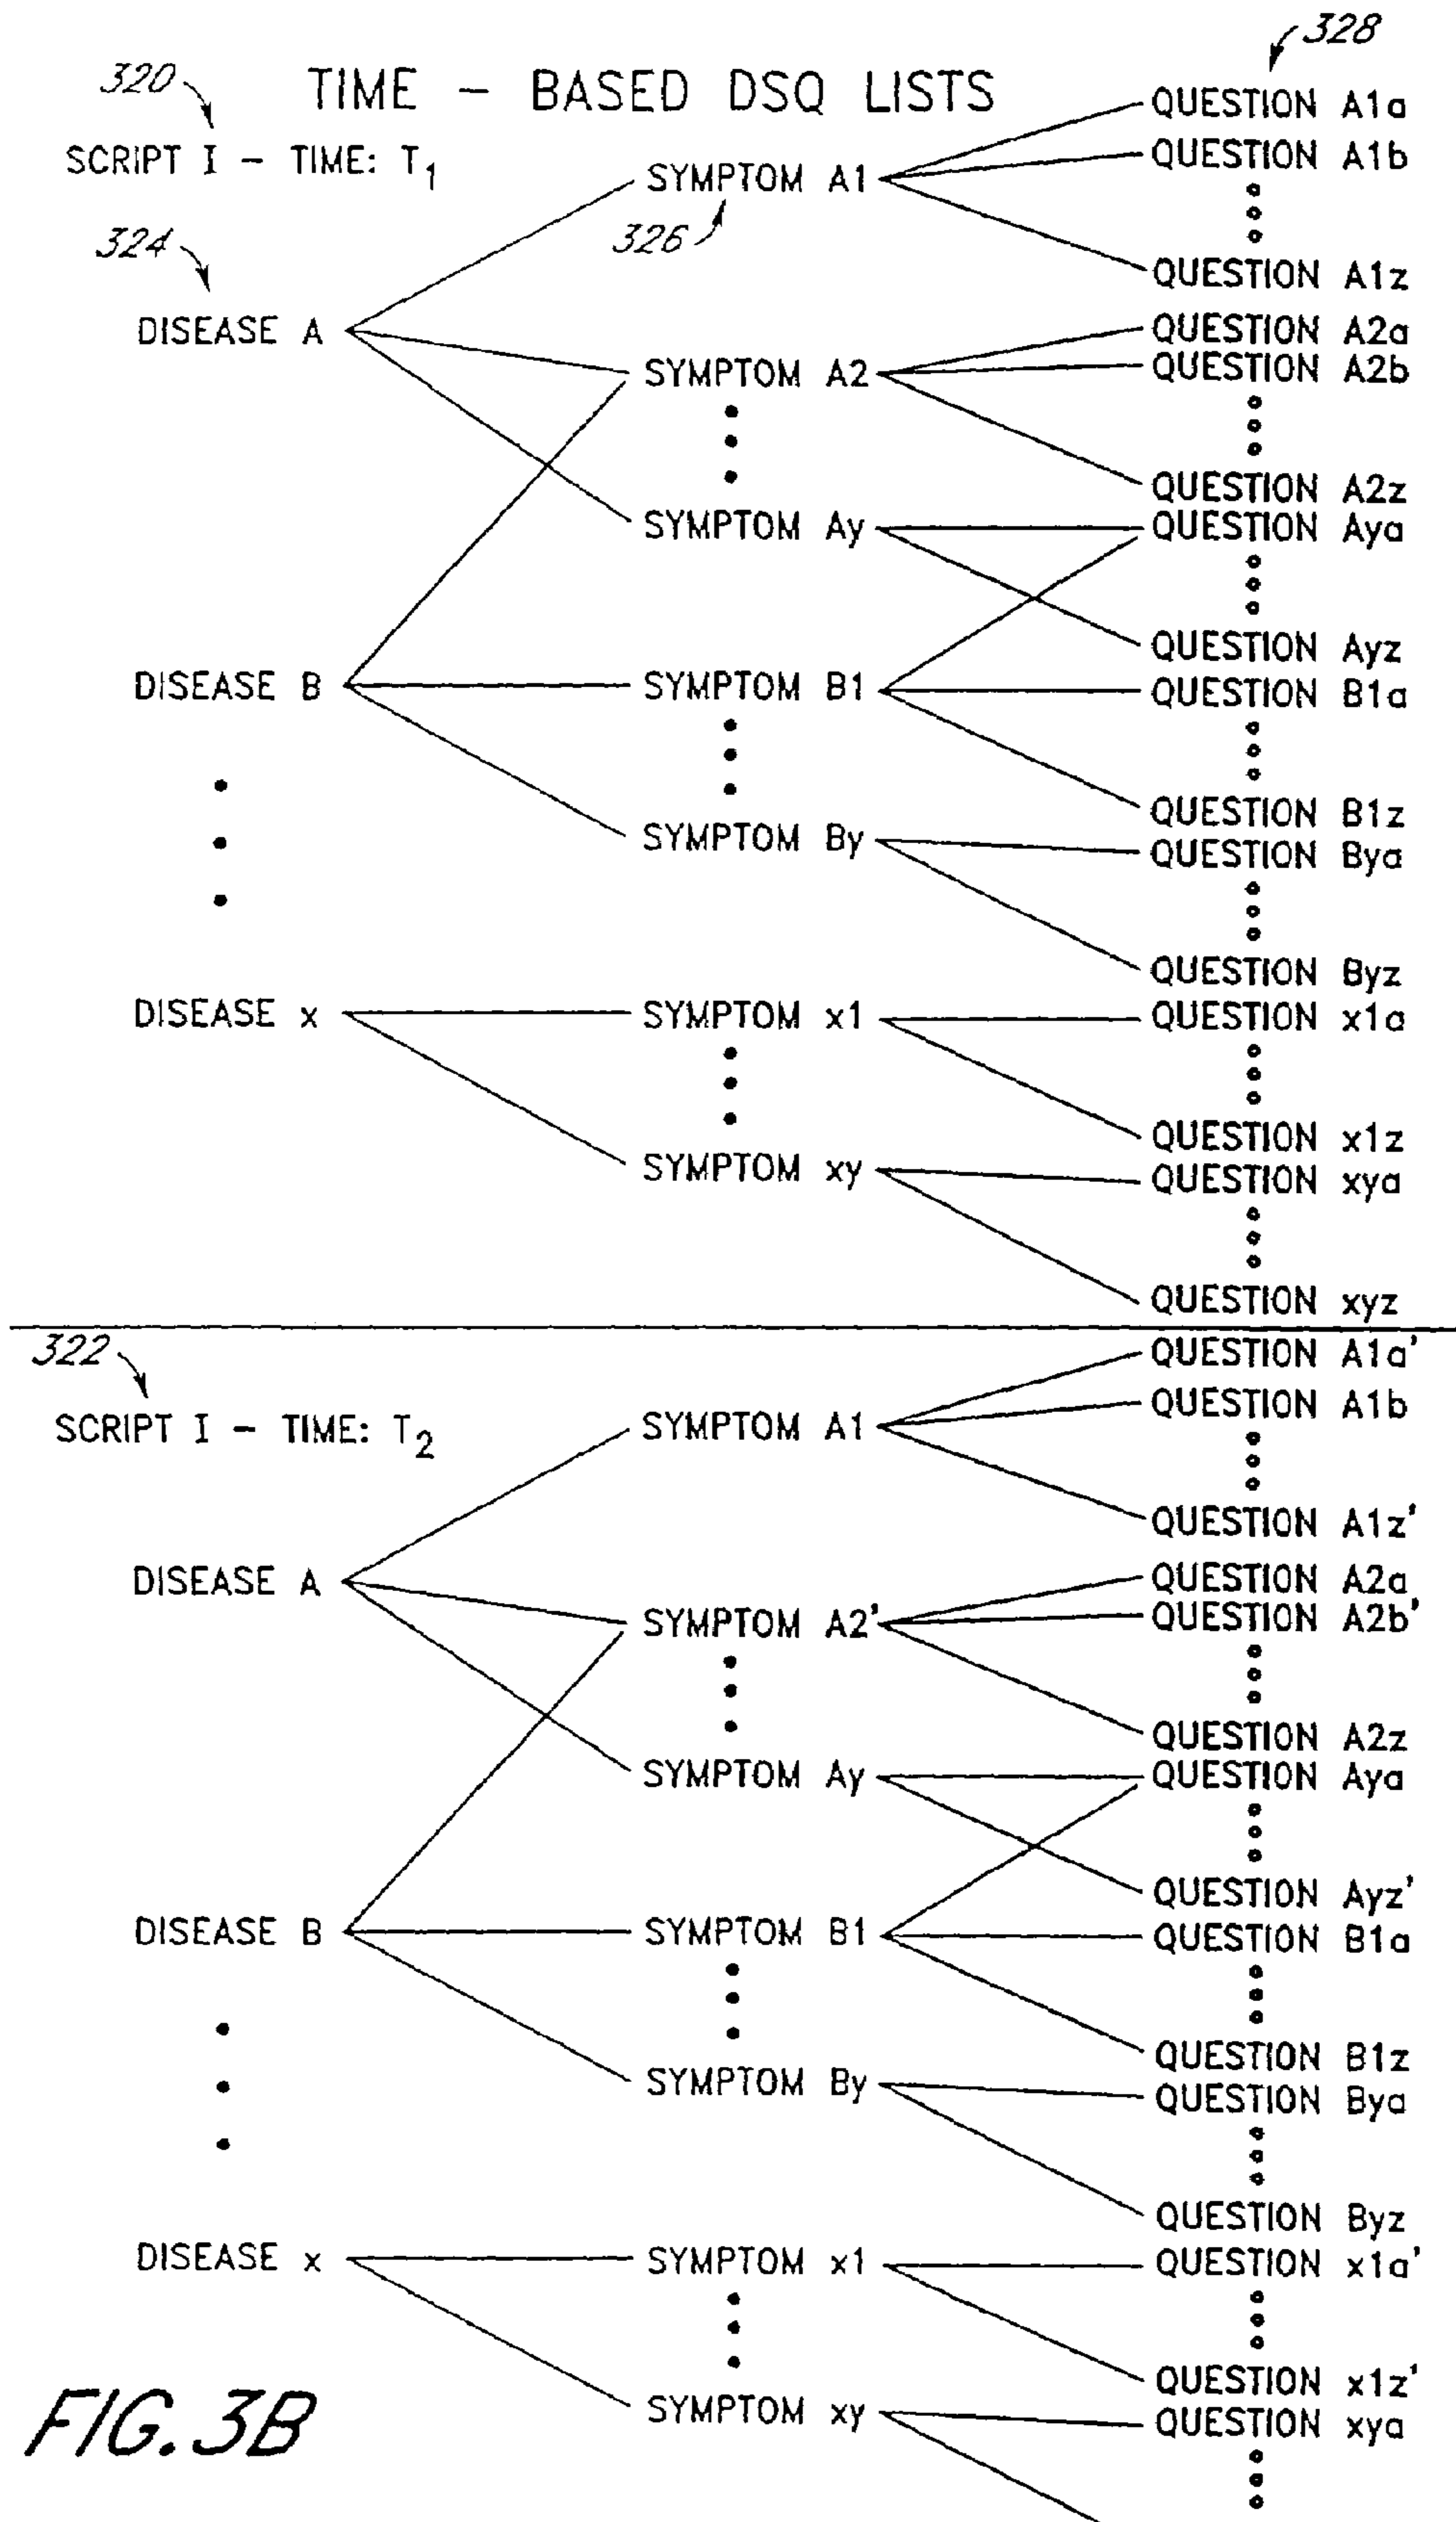 328
320
TIME - BASED DSQ LISTS
QUESTION A1a
SCRIPT I - TIME: T1
QUESTION A1b
SYMPTOM A1
324
326
QUESTION A1z
DISEASE A
QUESTION A2a
SYMPTOM A2
QUESTION A2b
QUESTION A2z
SYMPTOM Ay
QUESTION Aya
QUESTION Ayz
DISEASE B
SYMPTOM B1
QUESTION B1a
QUESTION B1z
SYMPTOM By
QUESTION Bya
QUESTION Byz
DISEASE x
SYMPTOM x1
QUESTION x1a
QUESTION x1z
SYMPTOM xy
QUESTION xya
QUESTION xyz
322
QUESTION A1a'
SCRIPT I - TIME: T2
SYMPTOM A1
QUESTION A1b
QUESTION A1z'
DISEASE A
QUESTION A2a
SYMPTOM A2'
QUESTION A2b'
QUESTION A2z
SYMPTOM Ay
QUESTION Aya
QUESTION Ayz'
DISEASE B
SYMPTOM B1
QUESTION B1a
QUESTION B1z
SYMPTOM By
QUESTION Bya
QUESTION Byz
DISEASE x
SYMPTOM x1
QUESTION x1a'
QUESTION x1z'
SYMPTOM xy
QUESTION xya
FIG. 3B